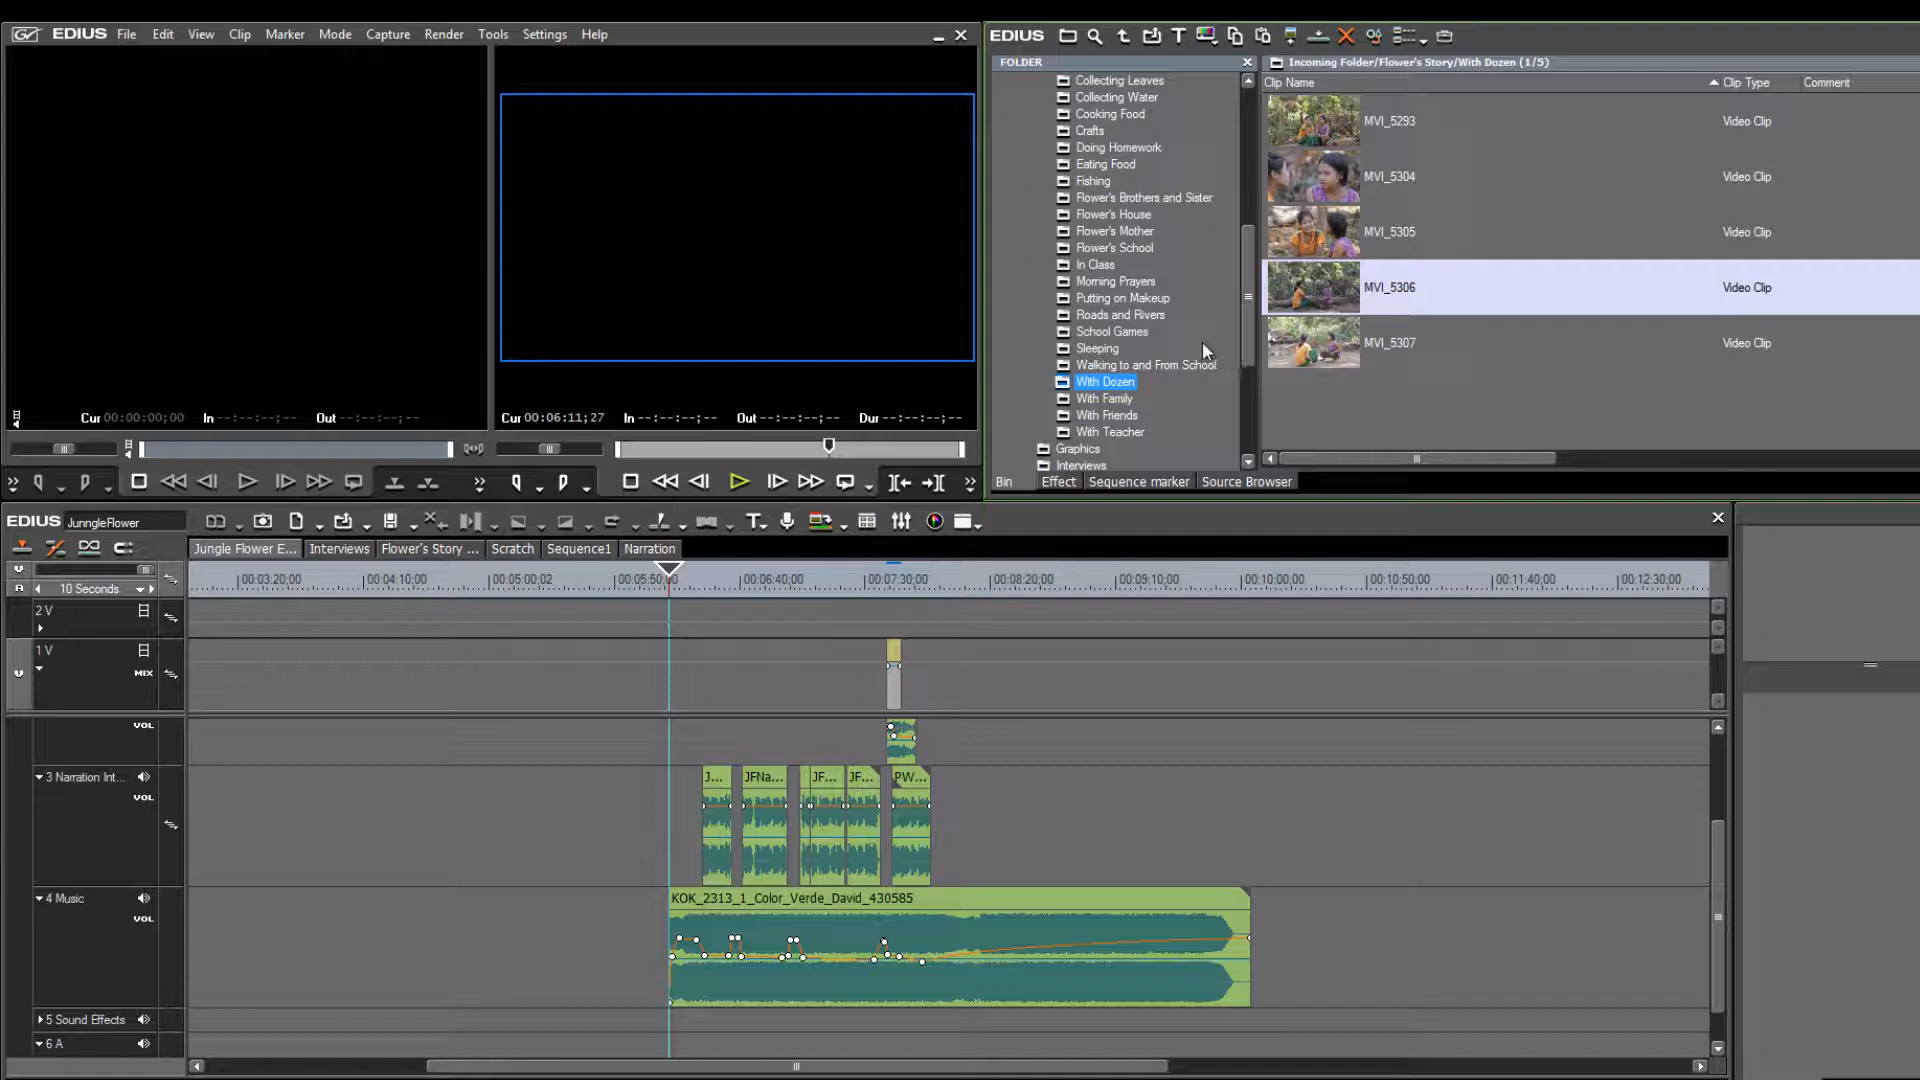 EDIUS File Edit View Clip Marker Mode Capture Render Tools Settings Help
Cur 00:00:00;00 In --:--:--;-- Out --:--:--;--
Cur 00:06:11;27 In --:--:--;-- Out --:--:--;-- Dur --:--:--;--
EDIUS
FOLDER
Collecting Leaves
Collecting Water
Cooking Food
Crafts
Doing Homework
Eating Food
Fishing
Flower's Brothers and Sister
Flower's House
Flower's Mother
Flower's School
In Class
Morning Prayers
Putting on Makeup
Roads and Rivers
School Games
Sleeping
Walking to and From School
With Dozen
With Family
With Friends
With Teacher
Graphics
Interviews
Incoming Folder/Flower's Story/With Dozen (1/5)
Clip Name Clip Type Comment
MVI_5293 Video Clip
MVI_5304 Video Clip
MVI_5305 Video Clip
MVI_5306 Video Clip
MVI_5307 Video Clip
Bin Effect Sequence marker Source Browser
EDIUS JunngleFlower
Jungle Flower E... Interviews Flower's Story ... Scratch Sequence1 Narration
10 Seconds
00:03:20;00 00:04:10;00 00:05:00;02 00:05:50;00 00:06:40;00 00:07:30;00 00:08:20;00 00:09:10;00 00:10:00;00 00:10:50;00 00:11:40;00 00:12:30;00
2 V
1 V
MIX
VOL
3 Narration Int...
VOL
J... JFNa... JF... JF... PW...
4 Music
VOL
KOK_2313_1_Color_Verde_David_430585
5 Sound Effects
6 A